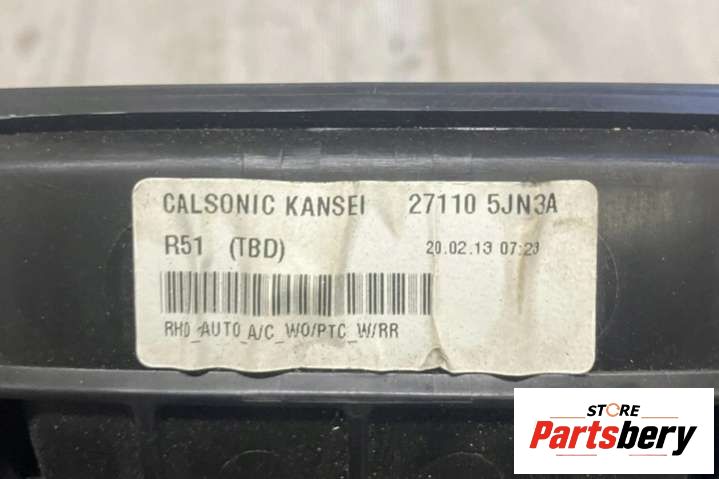 CALSONIC KANSEI 27110 5JN3A
R51 (TBD) 20.02.13 07:23
RHD_AUTO_A/C_WO/PTC_W/RR
STORE
Partsbery